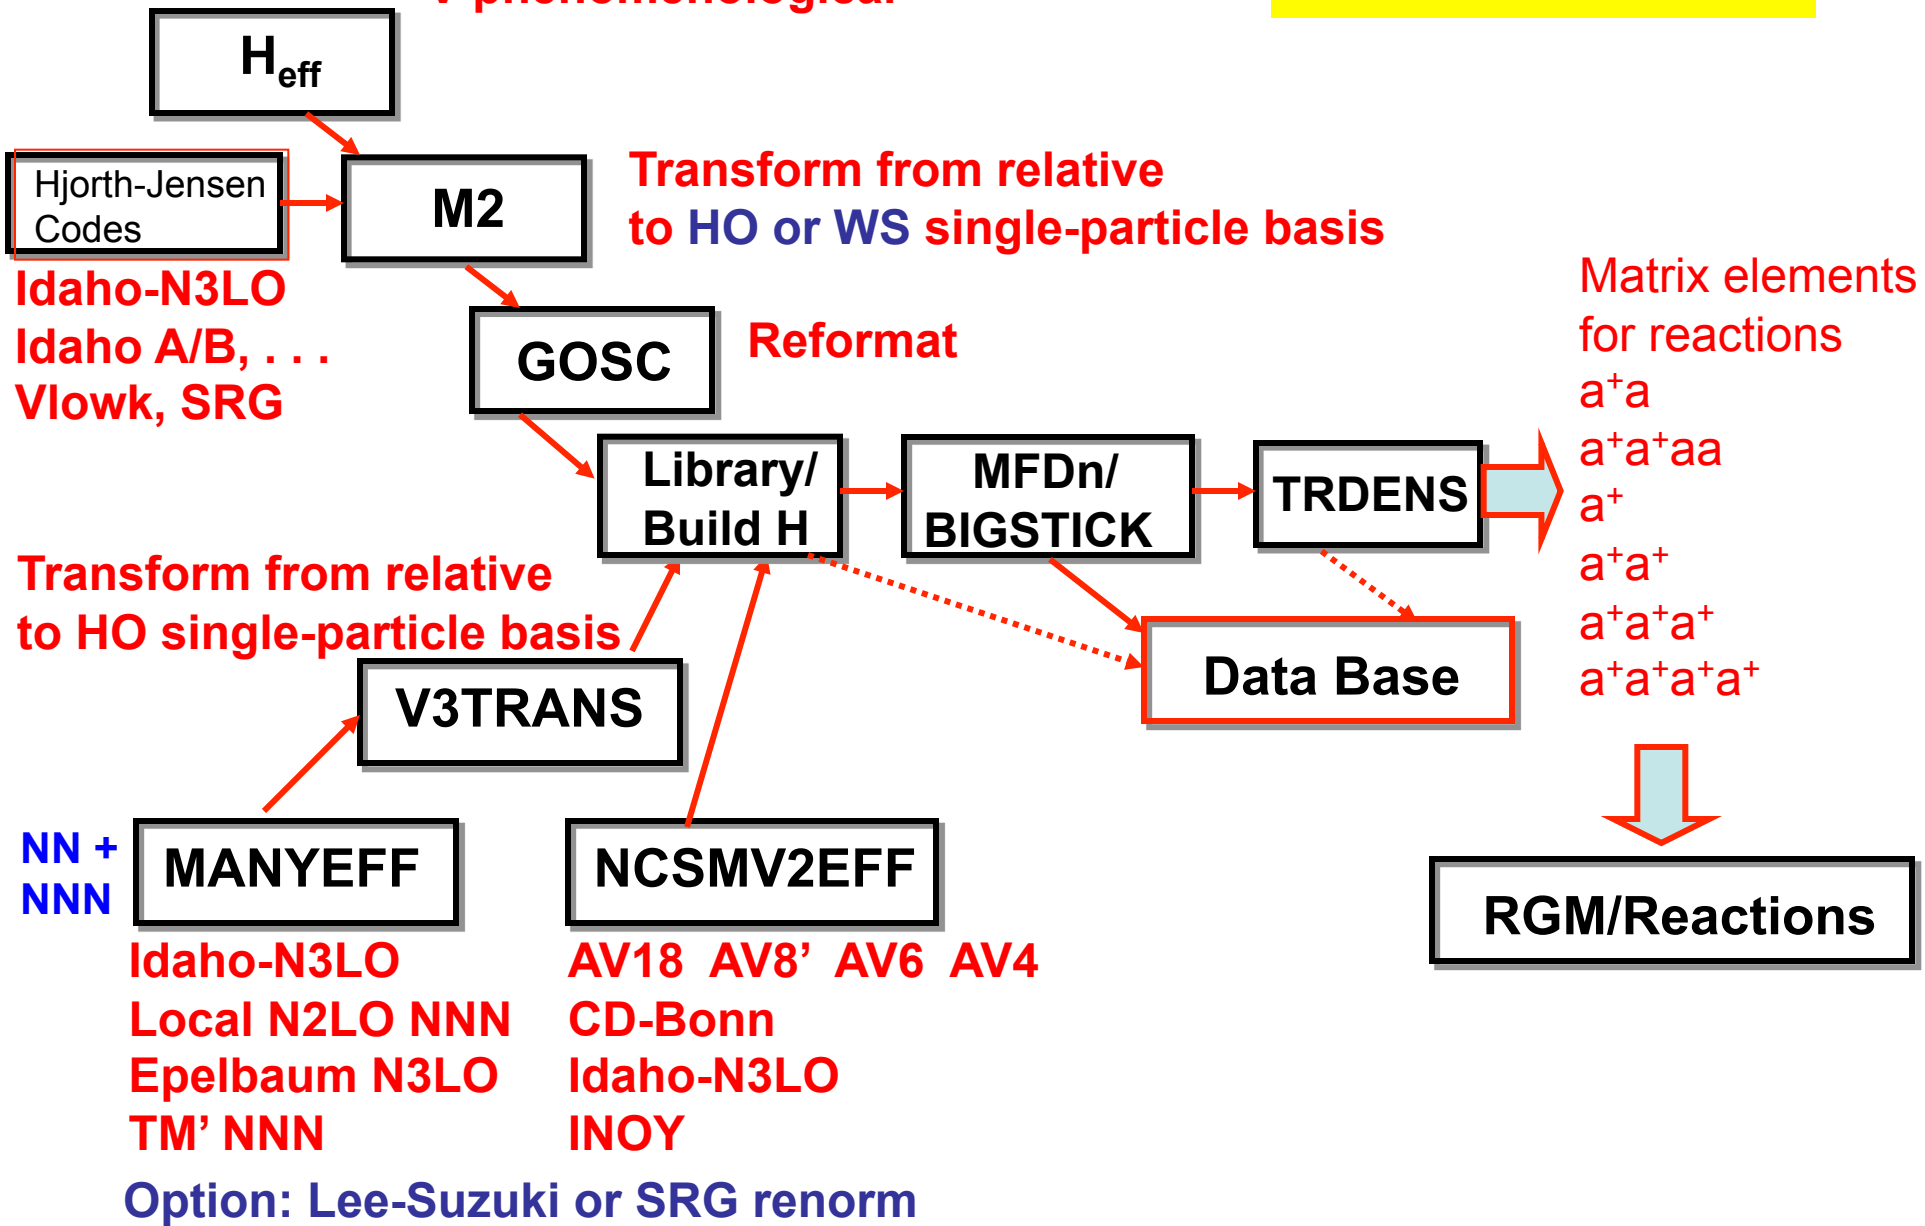 H_eff
Hjorth-Jensen
Codes
M2
Transform from relative
to HO or WS single-particle basis
Idaho-N3LO
Idaho A/B, . . .
Vlowk, SRG
GOSC
Reformat
Matrix elements
for reactions
a⁺a
a⁺a⁺aa
a⁺
a⁺a⁺
a⁺a⁺a⁺
a⁺a⁺a⁺a⁺
Library/
Build H
MFDn/
BIGSTICK
TRDENS
Transform from relative
to HO single-particle basis
V3TRANS
Data Base
NN +
NNN
MANYEFF
NCSMV2EFF
RGM/Reactions
Idaho-N3LO
Local N2LO NNN
Epelbaum N3LO
TM’ NNN
AV18 AV8’ AV6 AV4
CD-Bonn
Idaho-N3LO
INOY
Option: Lee-Suzuki or SRG renorm